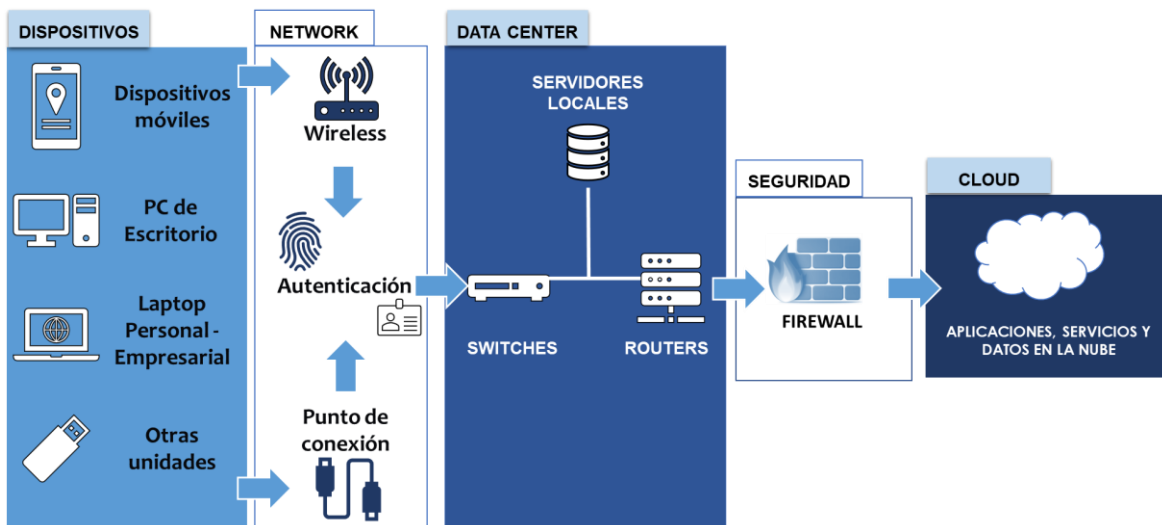 DISPOSITIVOS
Dispositivos
móviles
PC de
Escritorio
Laptop
Personal -
Empresarial
Otras
unidades
NETWORK
Wireless
Autenticación
Punto de
conexión
DATA CENTER
SERVIDORES
LOCALES
SWITCHES
ROUTERS
SEGURIDAD
FIREWALL
CLOUD
APLICACIONES, SERVICIOS Y
DATOS EN LA NUBE